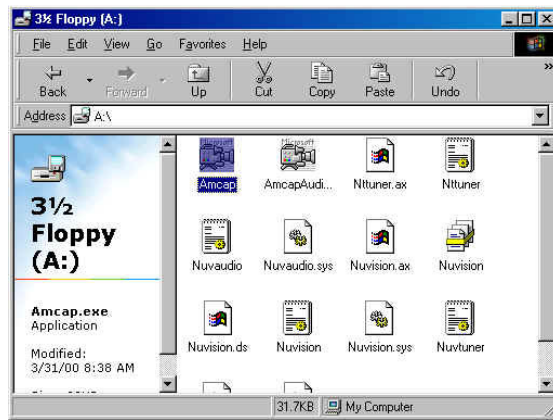 3½ Floppy (A:)
File Edit View Go Favorites Help
Back Forward Up Cut Copy Paste Undo
Address A:\
Microsoft Microsoft
Amcap AmcapAudi... Nttuner.ax Nttuner
3½
Floppy
(A:)
Nuvaudio Nuvaudio.sys Nuvision.ax Nuvision
Amcap.exe
Application
Modified:
3/31/00 8:38 AM
Nuvision.ds Nuvision Nuvision.sys Nuvtuner
31.7KB My Computer